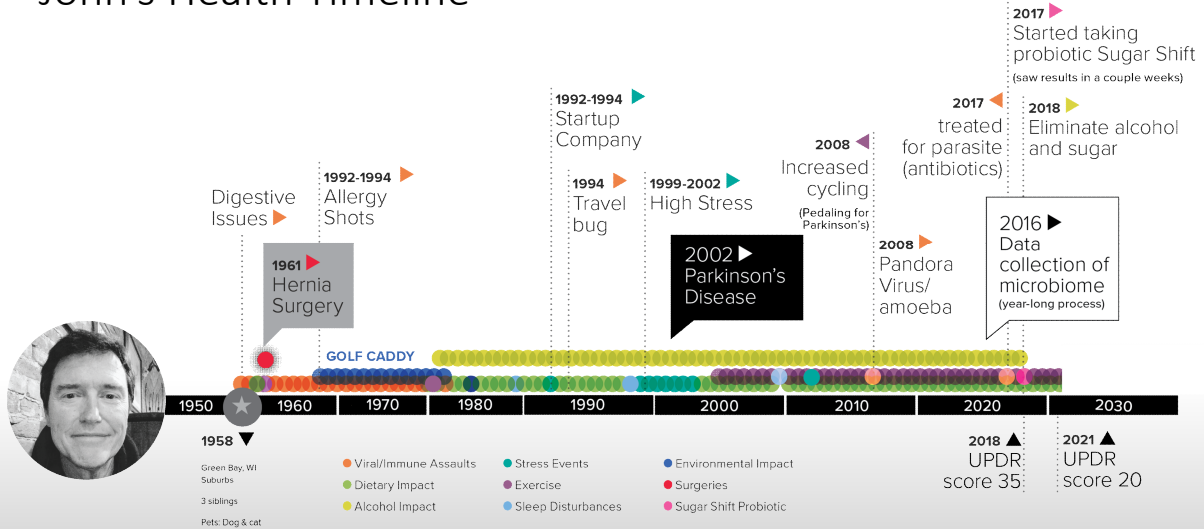 John's Health Timeline
2017
Started taking
probiotic Sugar Shift
(saw results in a couple weeks)
1992-1994
Startup
Company
2017
treated
for parasite
(antibiotics)
2018
Eliminate alcohol
and sugar
2008
Increased
cycling
(Pedaling for
Parkinson's)
Digestive
Issues
1992-1994
Allergy
Shots
1994
Travel
bug
1999-2002
High Stress
2008
Pandora
Virus/
amoeba
2016
Data
collection of
microbiome
(year-long process)
1961
Hernia
Surgery
2002
Parkinson's
Disease
GOLF CADDY
1950 1960 1970 1980 1990 2000 2010 2020 2030
1958
Green Bay, WI
Suburbs
3 siblings
Pets: Dog & cat
Viral/Immune Assaults
Dietary Impact
Alcohol Impact
Stress Events
Exercise
Sleep Disturbances
Environmental Impact
Surgeries
Sugar Shift Probiotic
2018
UPDR
score 35
2021
UPDR
score 20